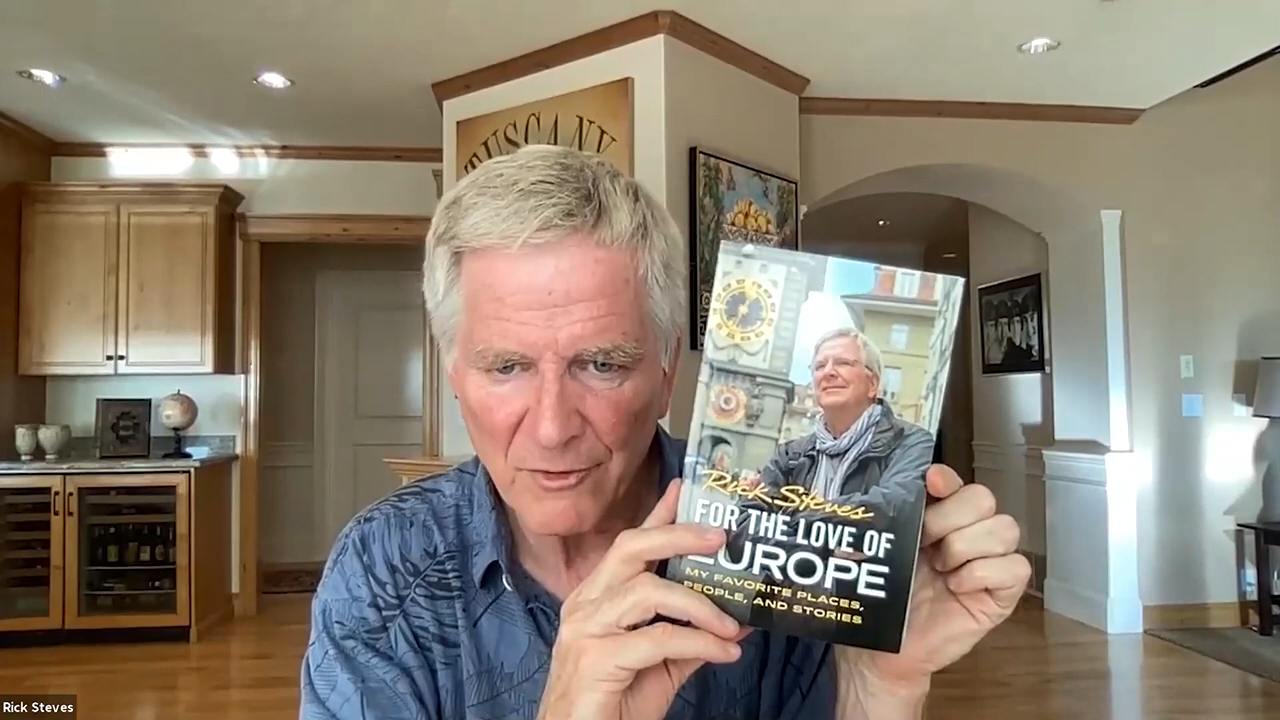 TUSCANY
Rick Steves
FOR THE LOVE OF
EUROPE
MY FAVORITE PLACES,
PEOPLE, AND STORIES
Rick Steves